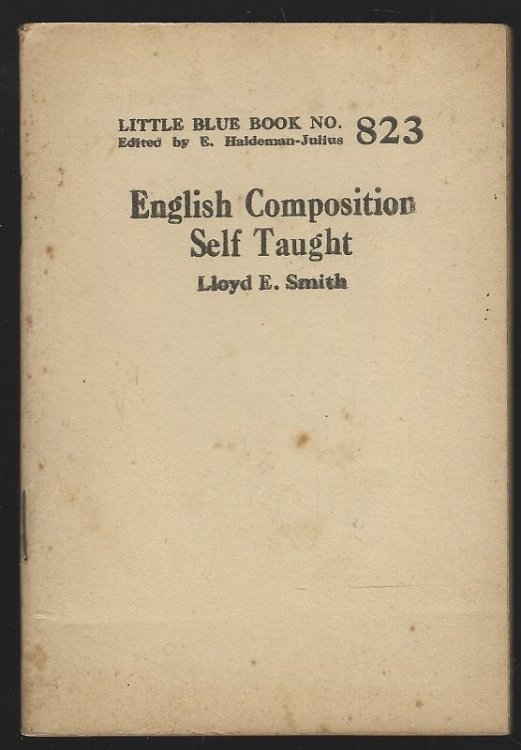 LITTLE BLUE BOOK NO. 823
Edited by E. Haldeman-Julius
English Composition
Self Taught
Lloyd E. Smith